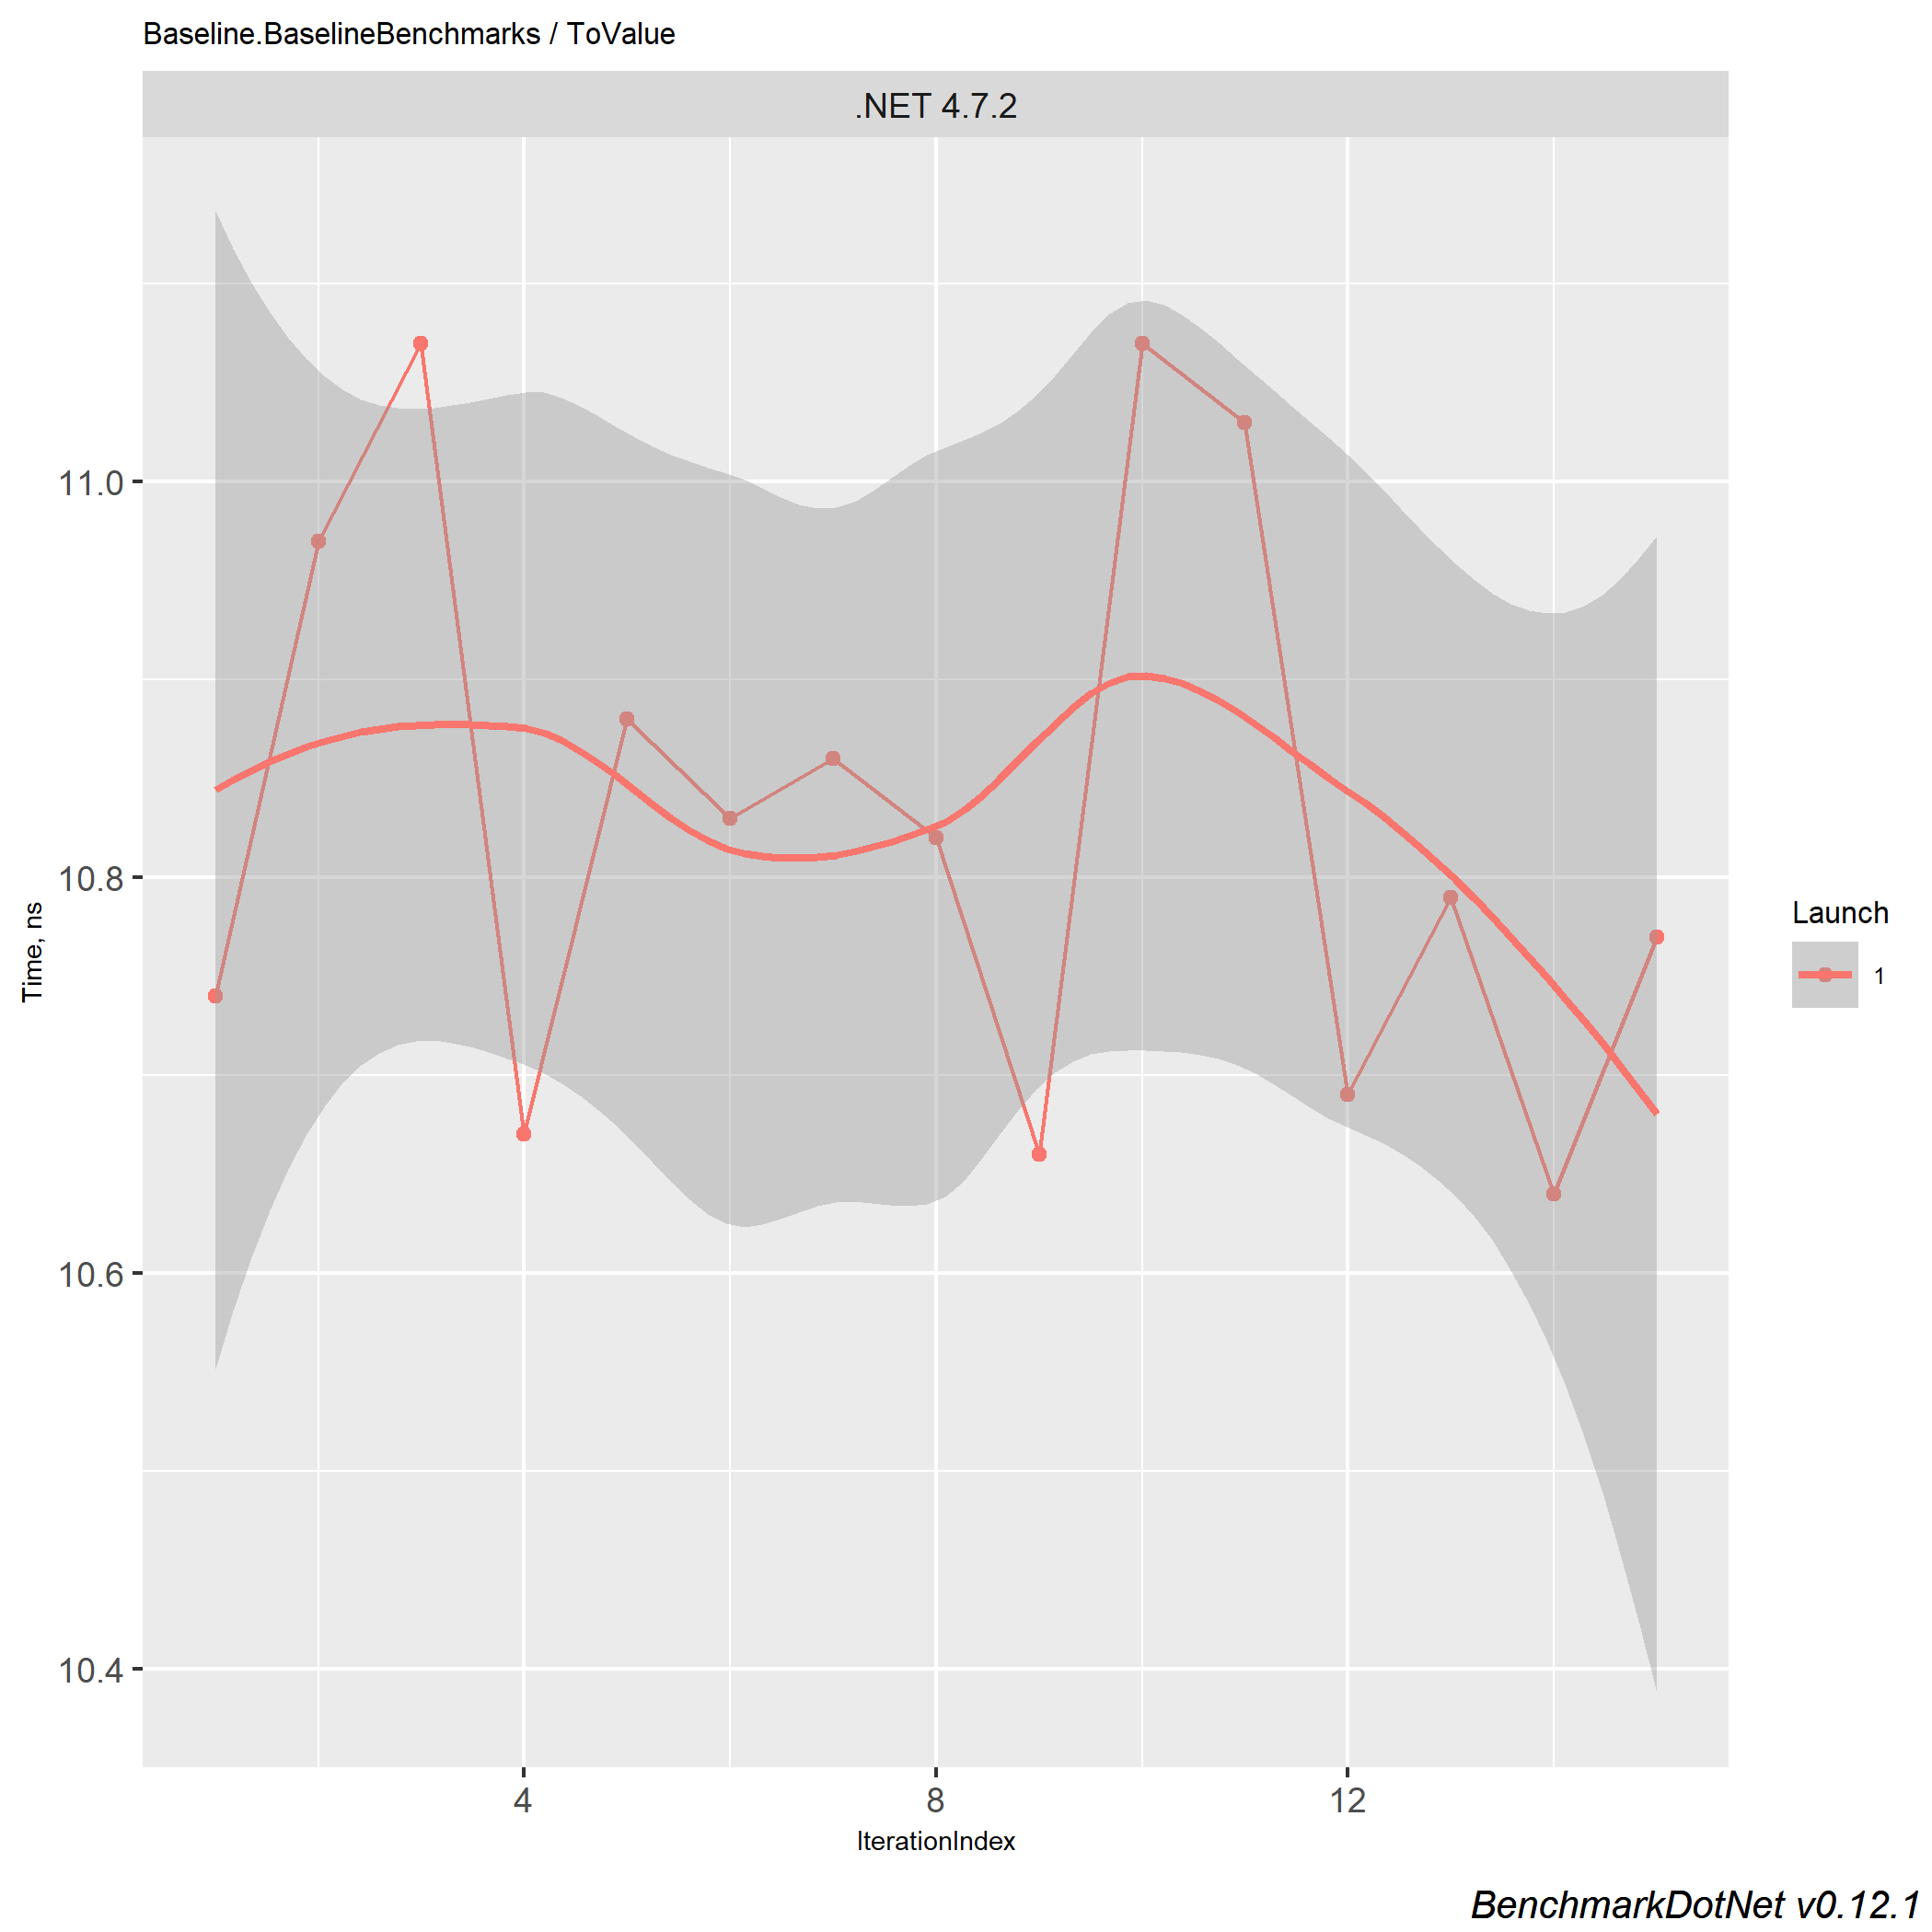 Baseline.BaselineBenchmarks / ToValue
.NET 4.7.2
11.0
10.8
10.6
10.4
Time, ns
4 8 12
IterationIndex
Launch
1
BenchmarkDotNet v0.12.1